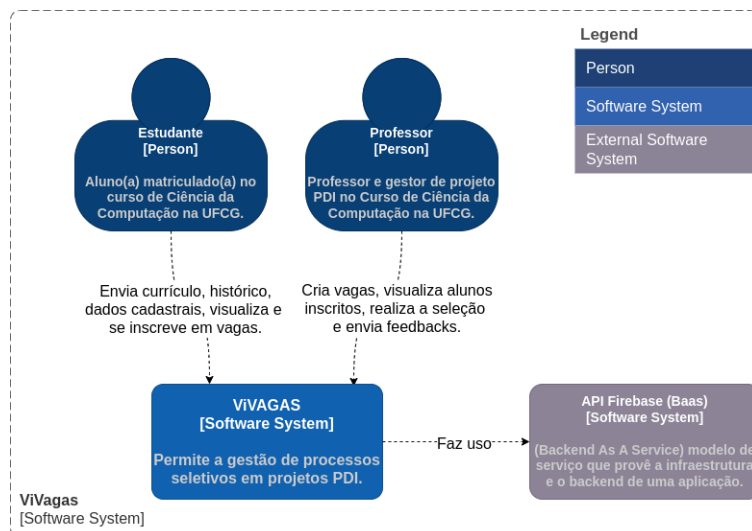 Legend
Person
Software System
External Software
System
Estudante
[Person]
Aluno(a) matriculado(a) no
curso de Ciência da
Computação na UFCG.
Professor
[Person]
Professor e gestor de projeto
PDI no Curso de Ciência da
Computação na UFCG.
Envia currículo, histórico,
dados cadastrais, visualiza e
se inscreve em vagas.
Cria vagas, visualiza alunos
inscritos, realiza a seleção
e envia feedbacks.
ViVAGAS
[Software System]
Permite a gestão de processos
seletivos em projetos PDI.
Faz uso
API Firebase (Baas)
[Software System]
(Backend As A Service) modelo de
serviço que provê a infraestrutura
e o backend de uma aplicação.
ViVagas
[Software System]